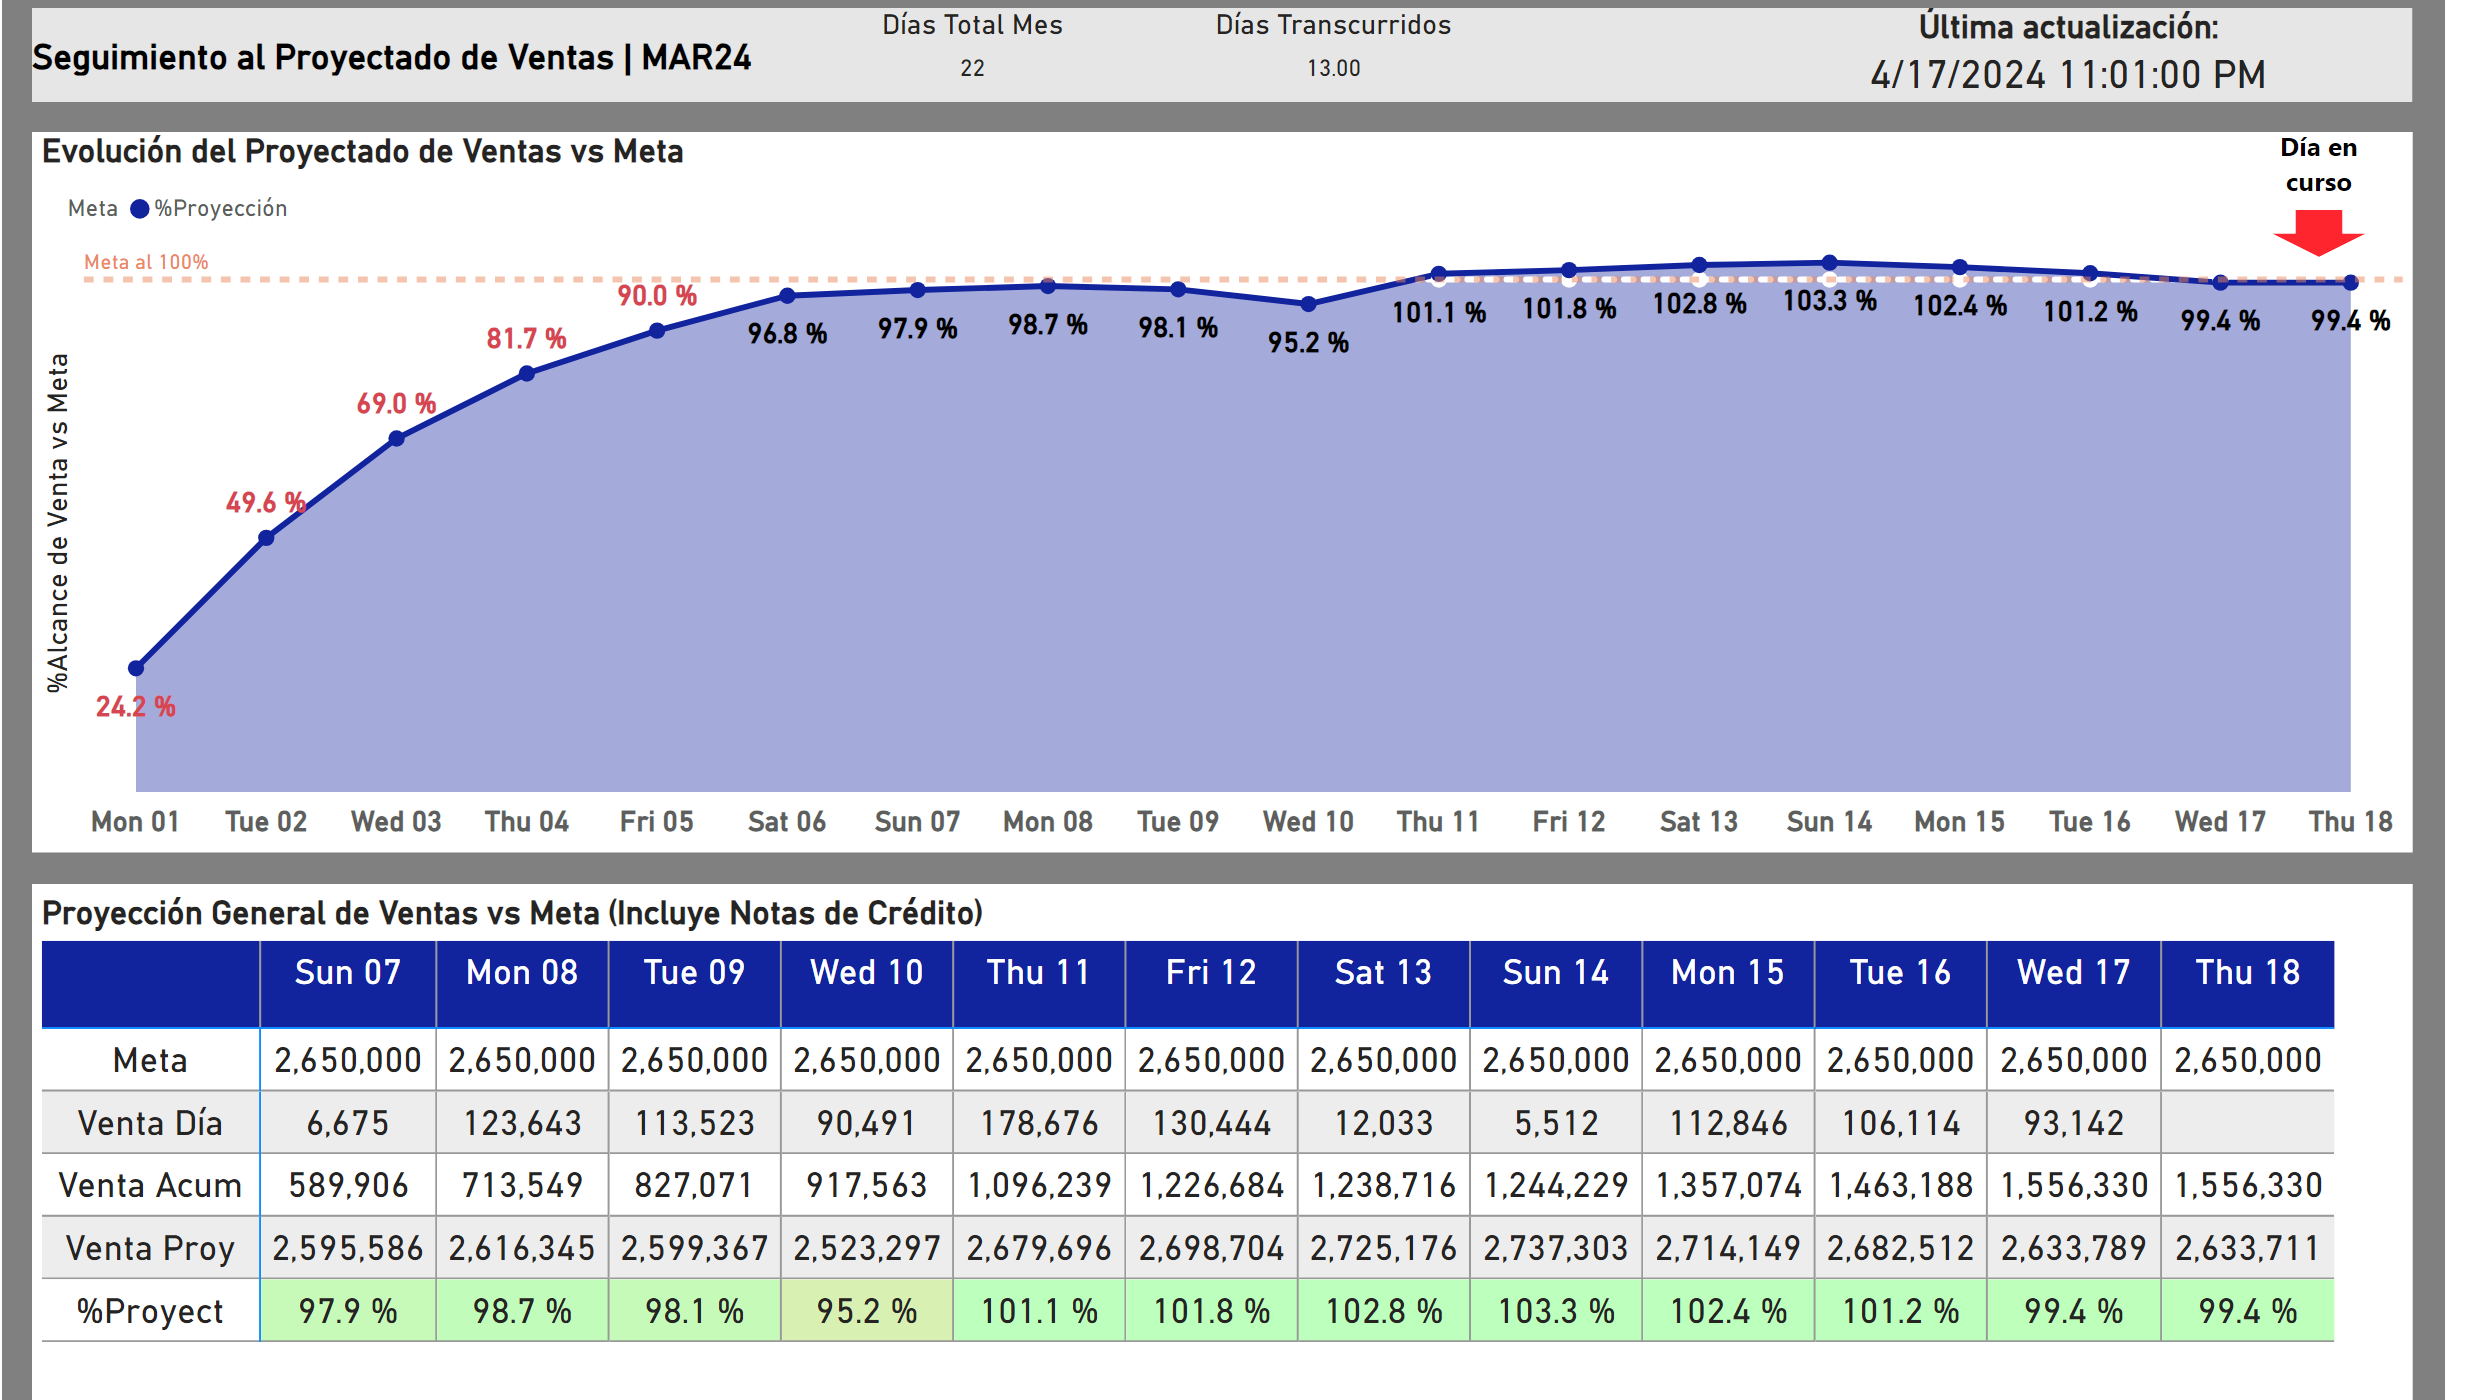 Seguimiento al Proyectado de Ventas | MAR24
Días Total Mes
22
Días Transcurridos
13.00
Última actualización:
4/17/2024 11:01:00 PM
Evolución del Proyectado de Ventas vs Meta
Día en
curso
Meta %Proyección
Meta al 100%
%Alcance de Venta vs Meta
24.2 %
49.6 %
69.0 %
81.7 %
90.0 %
96.8 %
97.9 %
98.7 %
98.1 %
95.2 %
101.1 %
101.8 %
102.8 %
103.3 %
102.4 %
101.2 %
99.4 %
99.4 %
Mon 01 Tue 02 Wed 03 Thu 04 Fri 05 Sat 06 Sun 07 Mon 08 Tue 09 Wed 10 Thu 11 Fri 12 Sat 13 Sun 14 Mon 15 Tue 16 Wed 17 Thu 18
Proyección General de Ventas vs Meta (Incluye Notas de Crédito)
Sun 07 Mon 08 Tue 09 Wed 10 Thu 11 Fri 12 Sat 13 Sun 14 Mon 15 Tue 16 Wed 17 Thu 18
Meta 2,650,000 2,650,000 2,650,000 2,650,000 2,650,000 2,650,000 2,650,000 2,650,000 2,650,000 2,650,000 2,650,000 2,650,000
Venta Día 6,675 123,643 113,523 90,491 178,676 130,444 12,033 5,512 112,846 106,114 93,142
Venta Acum 589,906 713,549 827,071 917,563 1,096,239 1,226,684 1,238,716 1,244,229 1,357,074 1,463,188 1,556,330 1,556,330
Venta Proy 2,595,586 2,616,345 2,599,367 2,523,297 2,679,696 2,698,704 2,725,176 2,737,303 2,714,149 2,682,512 2,633,789 2,633,711
%Proyect 97.9 % 98.7 % 98.1 % 95.2 % 101.1 % 101.8 % 102.8 % 103.3 % 102.4 % 101.2 % 99.4 % 99.4 %